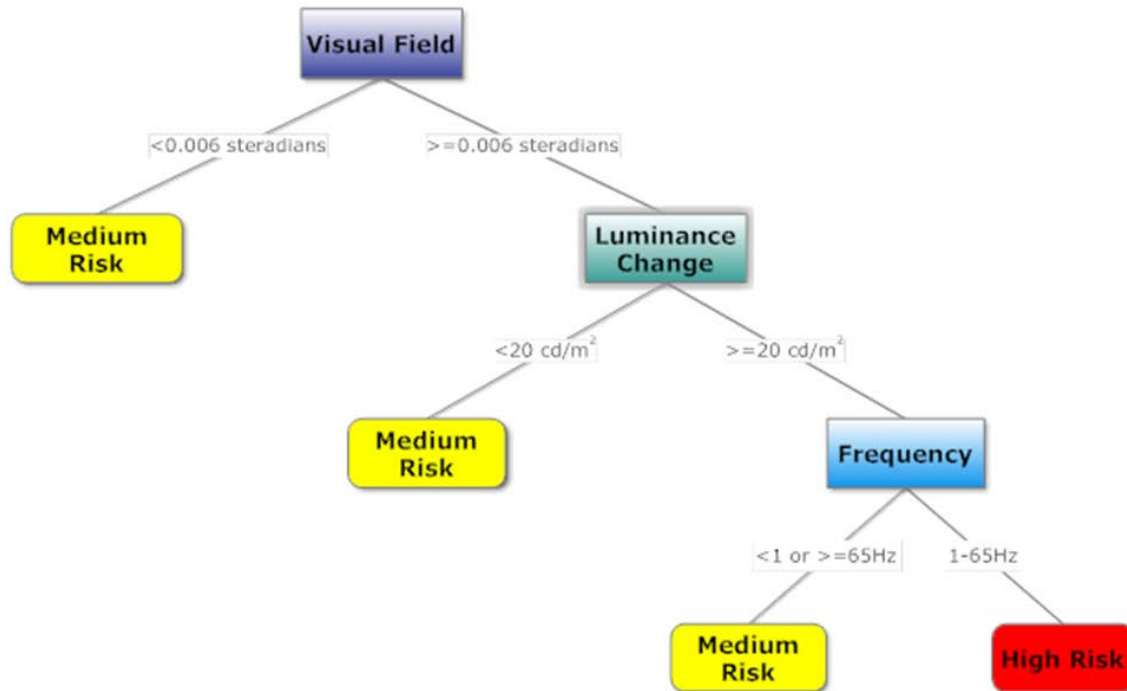 Visual Field
<0.006 steradians
>=0.006 steradians
Medium
Risk
Luminance
Change
<20 cd/m²
>=20 cd/m²
Medium
Risk
Frequency
<1 or >=65Hz
1-65Hz
Medium
Risk
High Risk